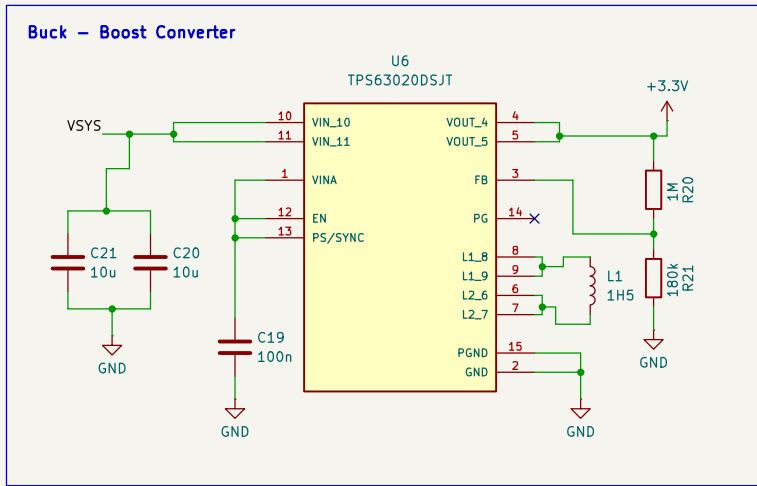 Buck - Boost Converter
U6
TPS63020DSJT
+3.3V
VSYS
10 VIN_10 VOUT_4 4
11 VIN_11 VOUT_5 5
1 VINA FB 3
1M
R20
12 EN PG 14
13 PS/SYNC
C21
10u
C20
10u
L1_8 8
L1_9 9
L2_6 6
L2_7 7
L1
1H5
180k
R21
C19
100n
PGND 15
GND 2
GND
GND
GND
GND